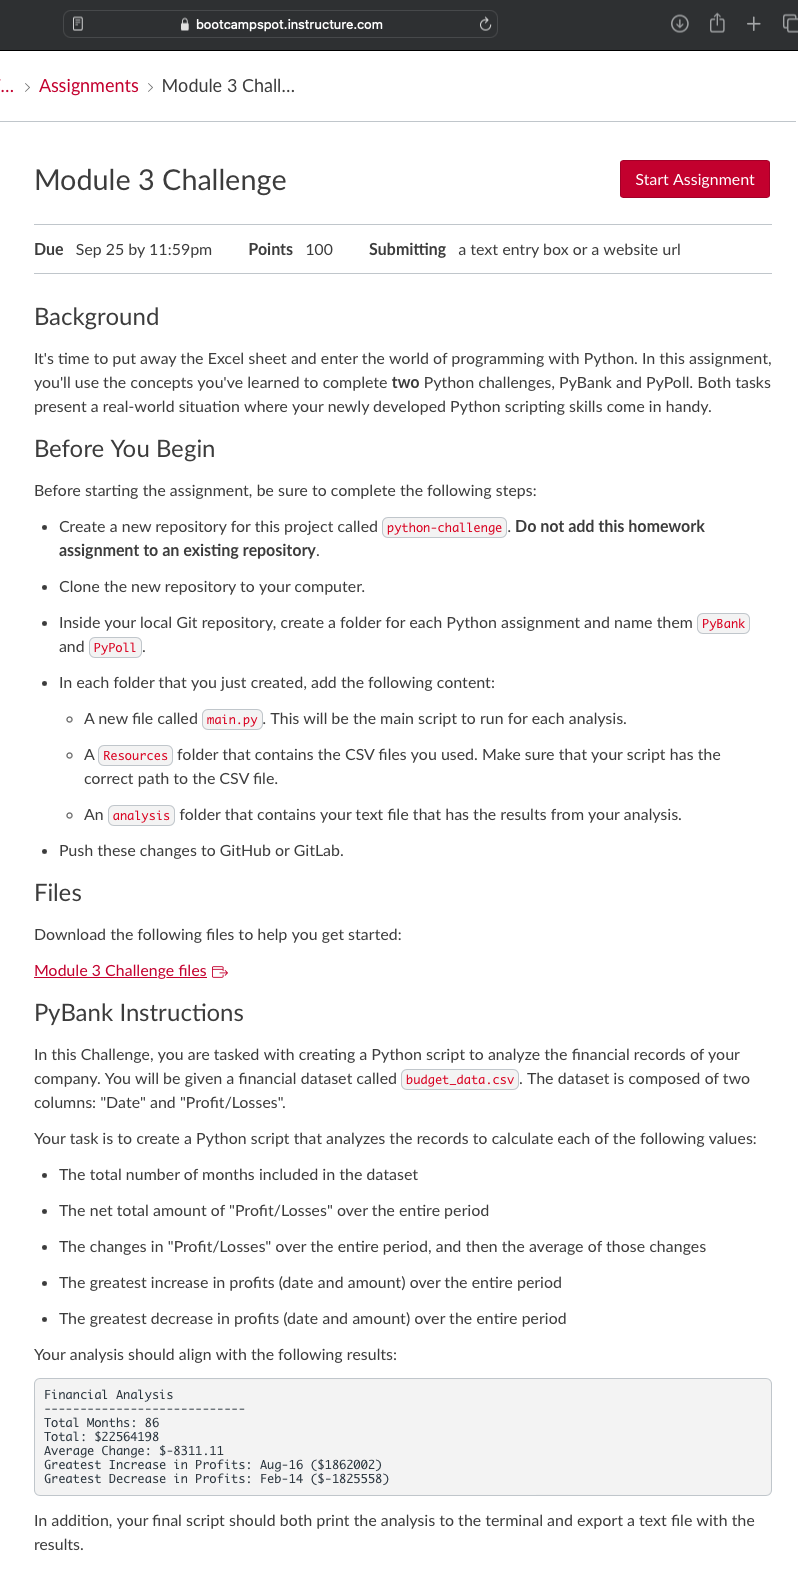 bootcampspot.instructure.com
... > Assignments > Module 3 Chall...
Module 3 Challenge
Start Assignment
Due Sep 25 by 11:59pm Points 100 Submitting a text entry box or a website url
Background
It's time to put away the Excel sheet and enter the world of programming with Python. In this assignment,
you'll use the concepts you've learned to complete two Python challenges, PyBank and PyPoll. Both tasks
present a real-world situation where your newly developed Python scripting skills come in handy.
Before You Begin
Before starting the assignment, be sure to complete the following steps:
• Create a new repository for this project called python-challenge. Do not add this homework
assignment to an existing repository.
• Clone the new repository to your computer.
• Inside your local Git repository, create a folder for each Python assignment and name them PyBank
and PyPoll.
• In each folder that you just created, add the following content:
◦ A new file called main.py. This will be the main script to run for each analysis.
◦ A Resources folder that contains the CSV files you used. Make sure that your script has the
correct path to the CSV file.
◦ An analysis folder that contains your text file that has the results from your analysis.
• Push these changes to GitHub or GitLab.
Files
Download the following files to help you get started:
Module 3 Challenge files
PyBank Instructions
In this Challenge, you are tasked with creating a Python script to analyze the financial records of your
company. You will be given a financial dataset called budget_data.csv. The dataset is composed of two
columns: "Date" and "Profit/Losses".
Your task is to create a Python script that analyzes the records to calculate each of the following values:
• The total number of months included in the dataset
• The net total amount of "Profit/Losses" over the entire period
• The changes in "Profit/Losses" over the entire period, and then the average of those changes
• The greatest increase in profits (date and amount) over the entire period
• The greatest decrease in profits (date and amount) over the entire period
Your analysis should align with the following results:
Financial Analysis
----------------------------
Total Months: 86
Total: $22564198
Average Change: $-8311.11
Greatest Increase in Profits: Aug-16 ($1862002)
Greatest Decrease in Profits: Feb-14 ($-1825558)
In addition, your final script should both print the analysis to the terminal and export a text file with the
results.